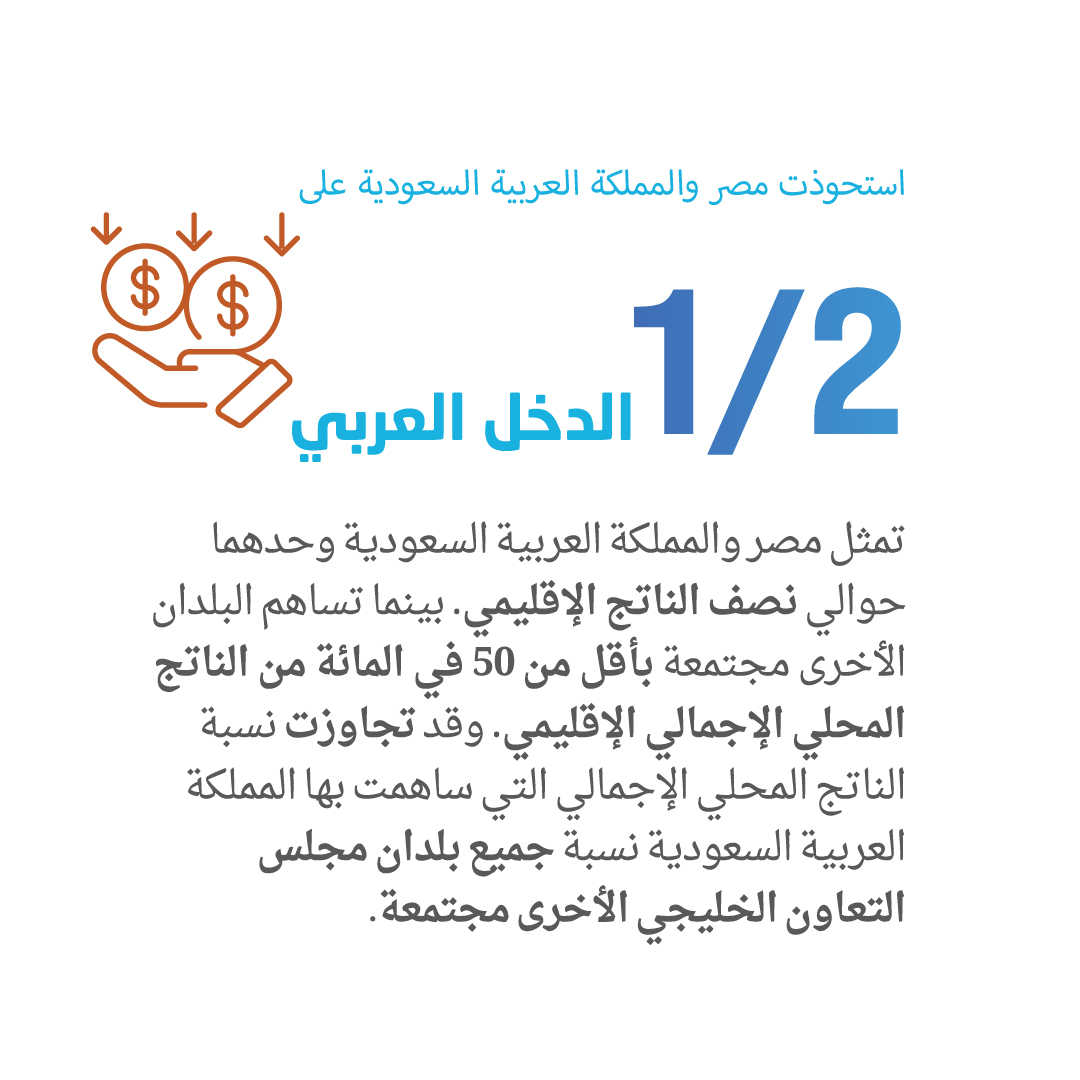 استحوذت مصر والمملكة العربية السعودية على
$ $
1/2 الدخل العربي
تمثل مصر والمملكة العربية السعودية وحدهما
حوالي نصف الناتج الإقليمي. بينما تساهم البلدان
الأخرى مجتمعة بأقل من 50 في المائة من الناتج
المحلي الإجمالي الإقليمي. وقد تجاوزت نسبة
الناتج المحلي الإجمالي التي ساهمت بها المملكة
العربية السعودية نسبة جميع بلدان مجلس
التعاون الخليجي الأخرى مجتمعة.